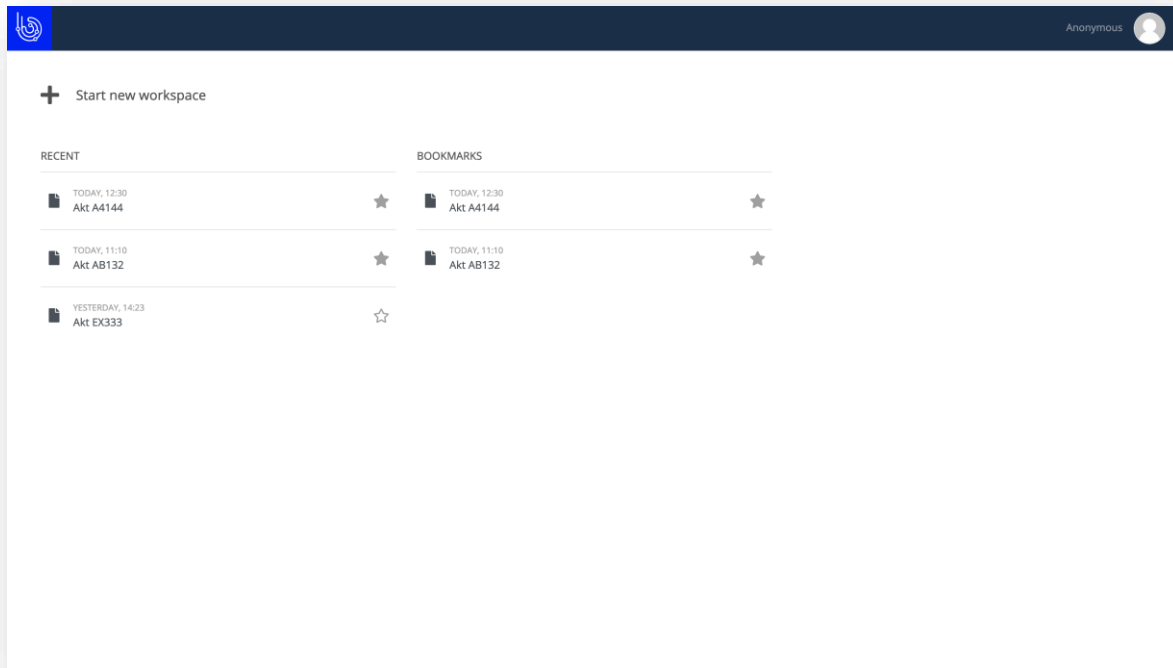 Anonymous
Start new workspace
RECENT
TODAY, 12:30
Akt A4144
TODAY, 11:10
Akt AB132
YESTERDAY, 14:23
Akt EX333
BOOKMARKS
TODAY, 12:30
Akt A4144
TODAY, 11:10
Akt AB132